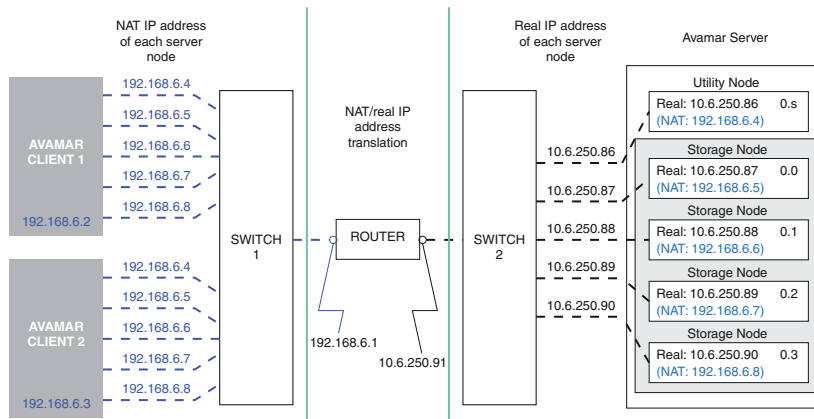 NAT IP address
of each server
node
Real IP address
of each server
node
Avamar Server
NAT/real IP
address
translation
AVAMAR
CLIENT 1
192.168.6.2
192.168.6.4
192.168.6.5
192.168.6.6
192.168.6.7
192.168.6.8
AVAMAR
CLIENT 2
192.168.6.3
192.168.6.4
192.168.6.5
192.168.6.6
192.168.6.7
192.168.6.8
SWITCH
1
ROUTER
192.168.6.1
10.6.250.91
SWITCH
2
10.6.250.86
10.6.250.87
10.6.250.88
10.6.250.89
10.6.250.90
Utility Node
Real: 10.6.250.86 0.s
(NAT: 192.168.6.4)
Storage Node
Real: 10.6.250.87 0.0
(NAT: 192.168.6.5)
Storage Node
Real: 10.6.250.88 0.1
(NAT: 192.168.6.6)
Storage Node
Real: 10.6.250.89 0.2
(NAT: 192.168.6.7)
Storage Node
Real: 10.6.250.90 0.3
(NAT: 192.168.6.8)